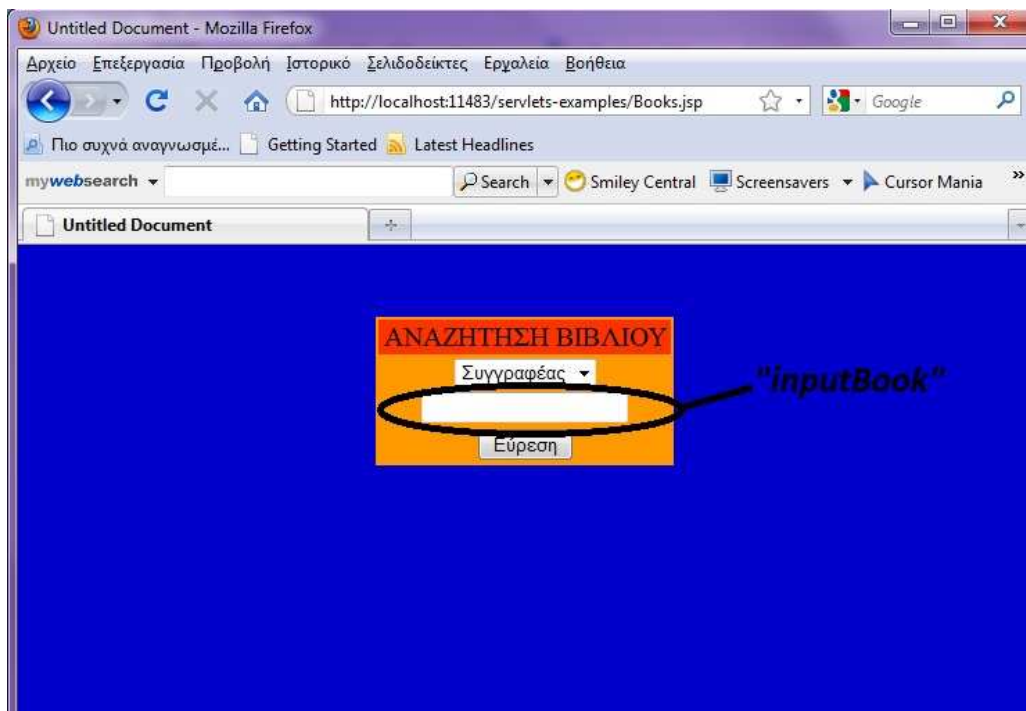 Untitled Document - Mozilla Firefox
Αρχείο Επεξεργασία Προβολή Ιστορικό Σελιδοδείκτες Εργαλεία Βοήθεια
http://localhost:11483/servlets-examples/Books.jsp Google
Πιο συχνά αναγνωσμέ... Getting Started Latest Headlines
mywebsearch Search Smiley Central Screensavers Cursor Mania »
Untitled Document
ΑΝΑΖΗΤΗΣΗ ΒΙΒΛΙΟΥ
Συγγραφέας
"inputBook"
Εύρεση